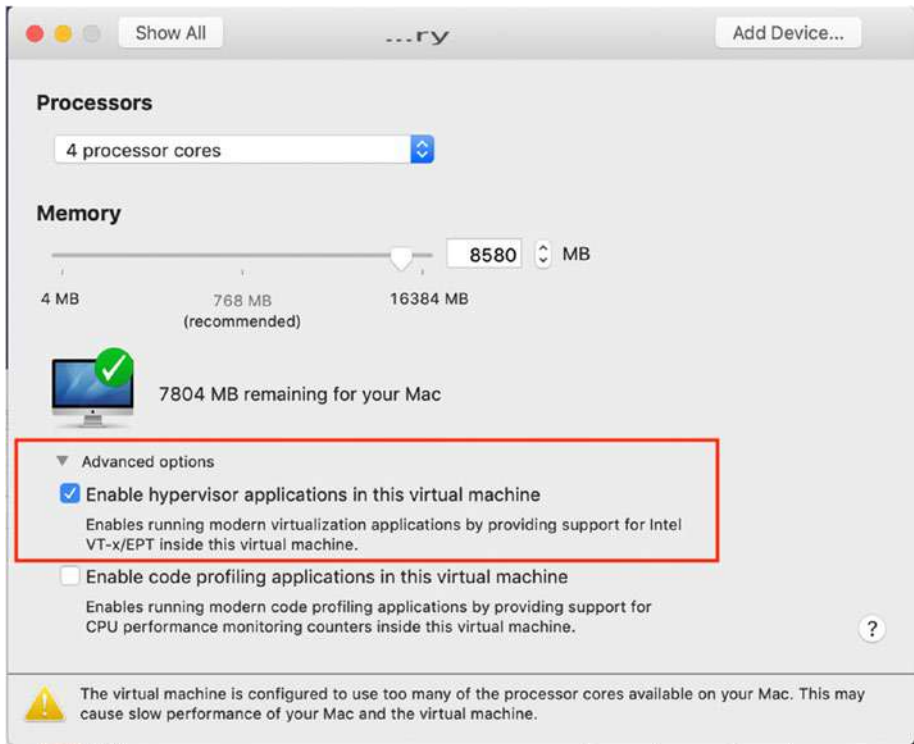 Show All
...ry
Add Device...
Processors
4 processor cores
Memory
8580 MB
4 MB
768 MB
16384 MB
(recommended)
7804 MB remaining for your Mac
Advanced options
Enable hypervisor applications in this virtual machine
Enables running modern virtualization applications by providing support for Intel
VT-x/EPT inside this virtual machine.
Enable code profiling applications in this virtual machine
Enables running modern code profiling applications by providing support for
CPU performance monitoring counters inside this virtual machine.
?
The virtual machine is configured to use too many of the processor cores available on your Mac. This may
cause slow performance of your Mac and the virtual machine.